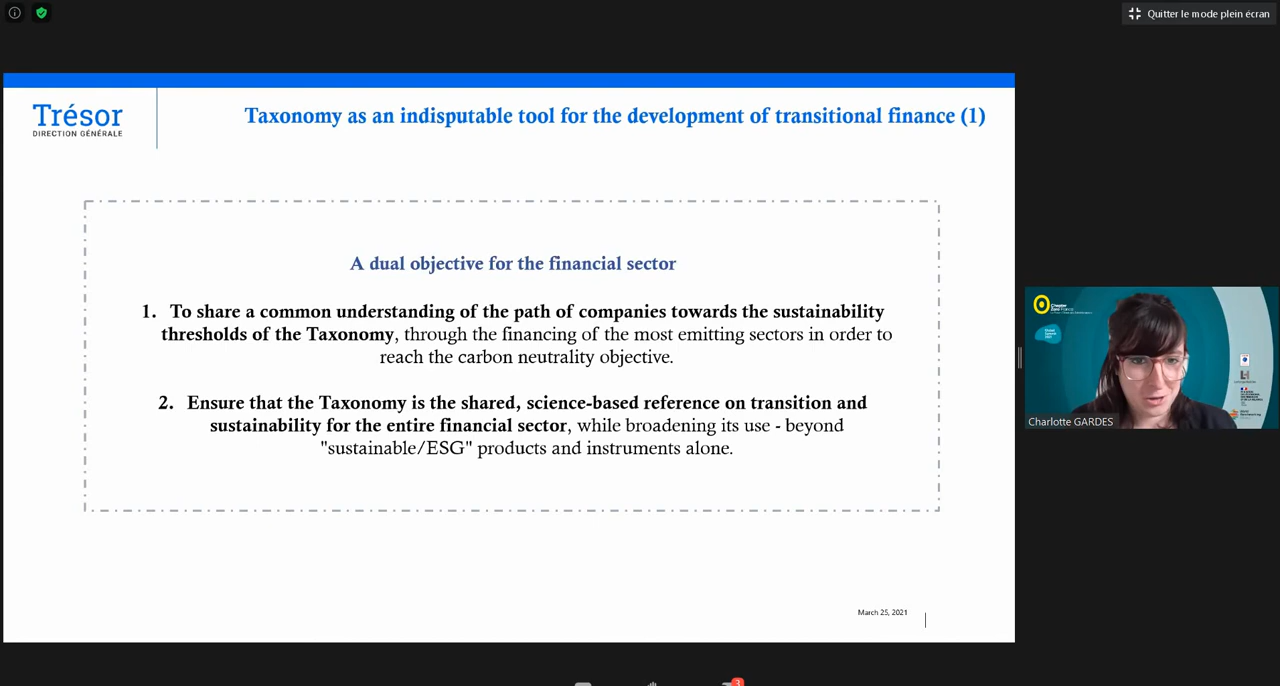 Quitter le mode plein écran
Trésor
DIRECTION GÉNÉRALE
Taxonomy as an indisputable tool for the development of transitional finance (1)
A dual objective for the financial sector
1. To share a common understanding of the path of companies towards the sustainability
thresholds of the Taxonomy, through the financing of the most emitting sectors in order to
reach the carbon neutrality objective.
2. Ensure that the Taxonomy is the shared, science-based reference on transition and
sustainability for the entire financial sector, while broadening its use - beyond
"sustainable/ESG" products and instruments alone.
March 25, 2021
Chapter
Zero France
Charlotte GARDES
3